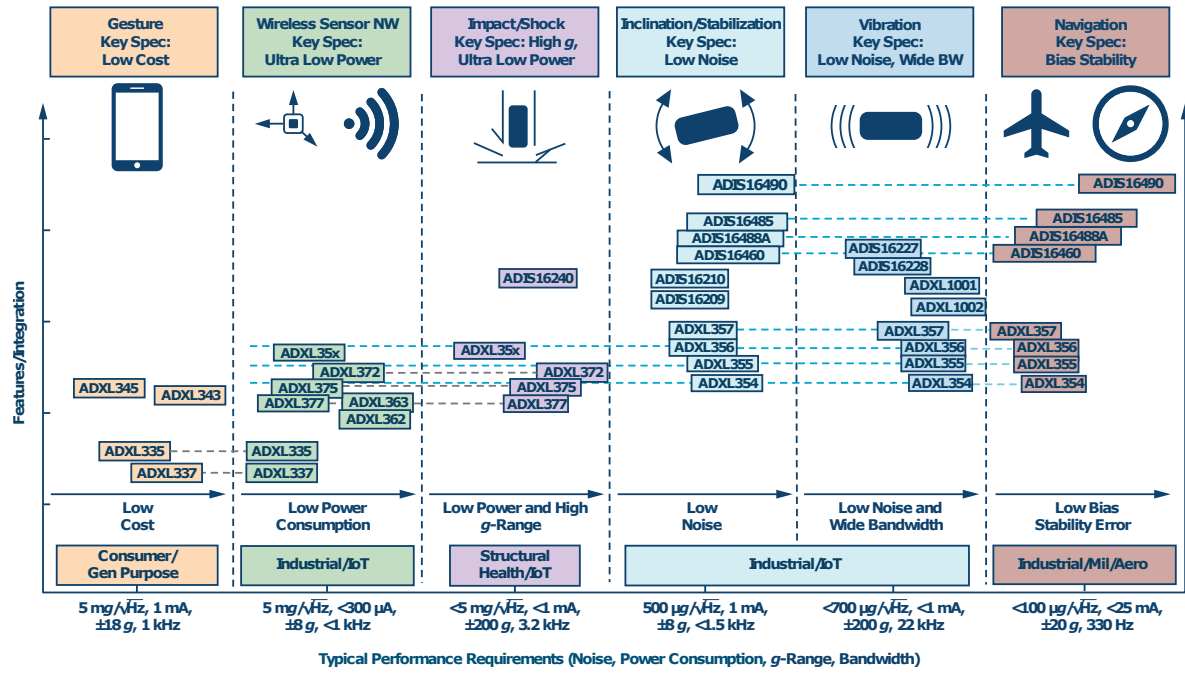 Gesture
Key Spec:
Low Cost
Wireless Sensor NW
Key Spec:
Ultra Low Power
Impact/Shock
Key Spec: High g,
Ultra Low Power
Inclination/Stabilization
Key Spec:
Low Noise
Vibration
Key Spec:
Low Noise, Wide BW
Navigation
Key Spec:
Bias Stability
Features/Integration
ADXL345
ADXL343
ADXL335
ADXL337
ADXL35x
ADXL372
ADXL375
ADXL377
ADXL363
ADXL362
ADXL335
ADXL337
ADIS16240
ADXL35x
ADXL372
ADXL375
ADXL377
ADIS16490
ADIS16485
ADIS16488A
ADIS16460
ADIS16210
ADIS16209
ADXL357
ADXL356
ADXL355
ADXL354
ADIS16227
ADIS16228
ADXL1001
ADXL1002
ADXL357
ADXL356
ADXL355
ADXL354
ADIS16490
ADIS16485
ADIS16488A
ADIS16460
ADXL357
ADXL356
ADXL355
ADXL354
Low
Cost
Low Power
Consumption
Low Power and High
g-Range
Low
Noise
Low Noise and
Wide Bandwidth
Low Bias
Stability Error
Consumer/
Gen Purpose
Industrial/IoT
Structural
Health/IoT
Industrial/IoT
Industrial/Mil/Aero
5 mg/√Hz, 1 mA,
±18 g, 1 kHz
5 mg/√Hz, <300 µA,
±8 g, <1 kHz
<5 mg/√Hz, <1 mA,
±200 g, 3.2 kHz
500 µg/√Hz, 1 mA,
±8 g, <1.5 kHz
<700 µg/√Hz, <1 mA,
±200 g, 22 kHz
<100 µg/√Hz, <25 mA,
±20 g, 330 Hz
Typical Performance Requirements (Noise, Power Consumption, g-Range, Bandwidth)